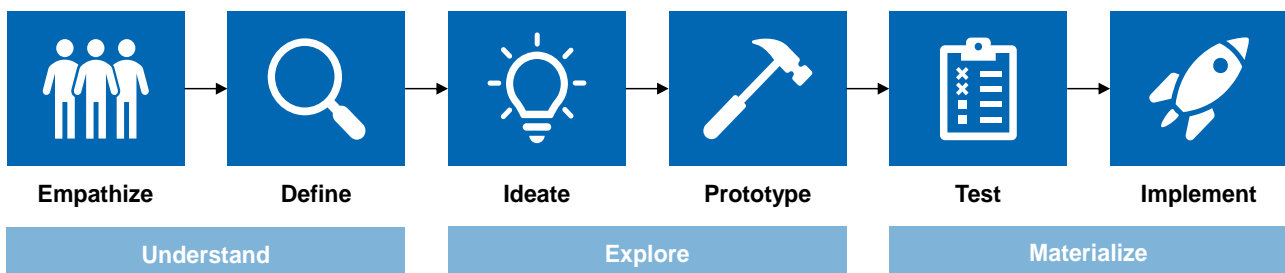 Empathize
Define
Ideate
Prototype
Test
Implement
Understand
Explore
Materialize